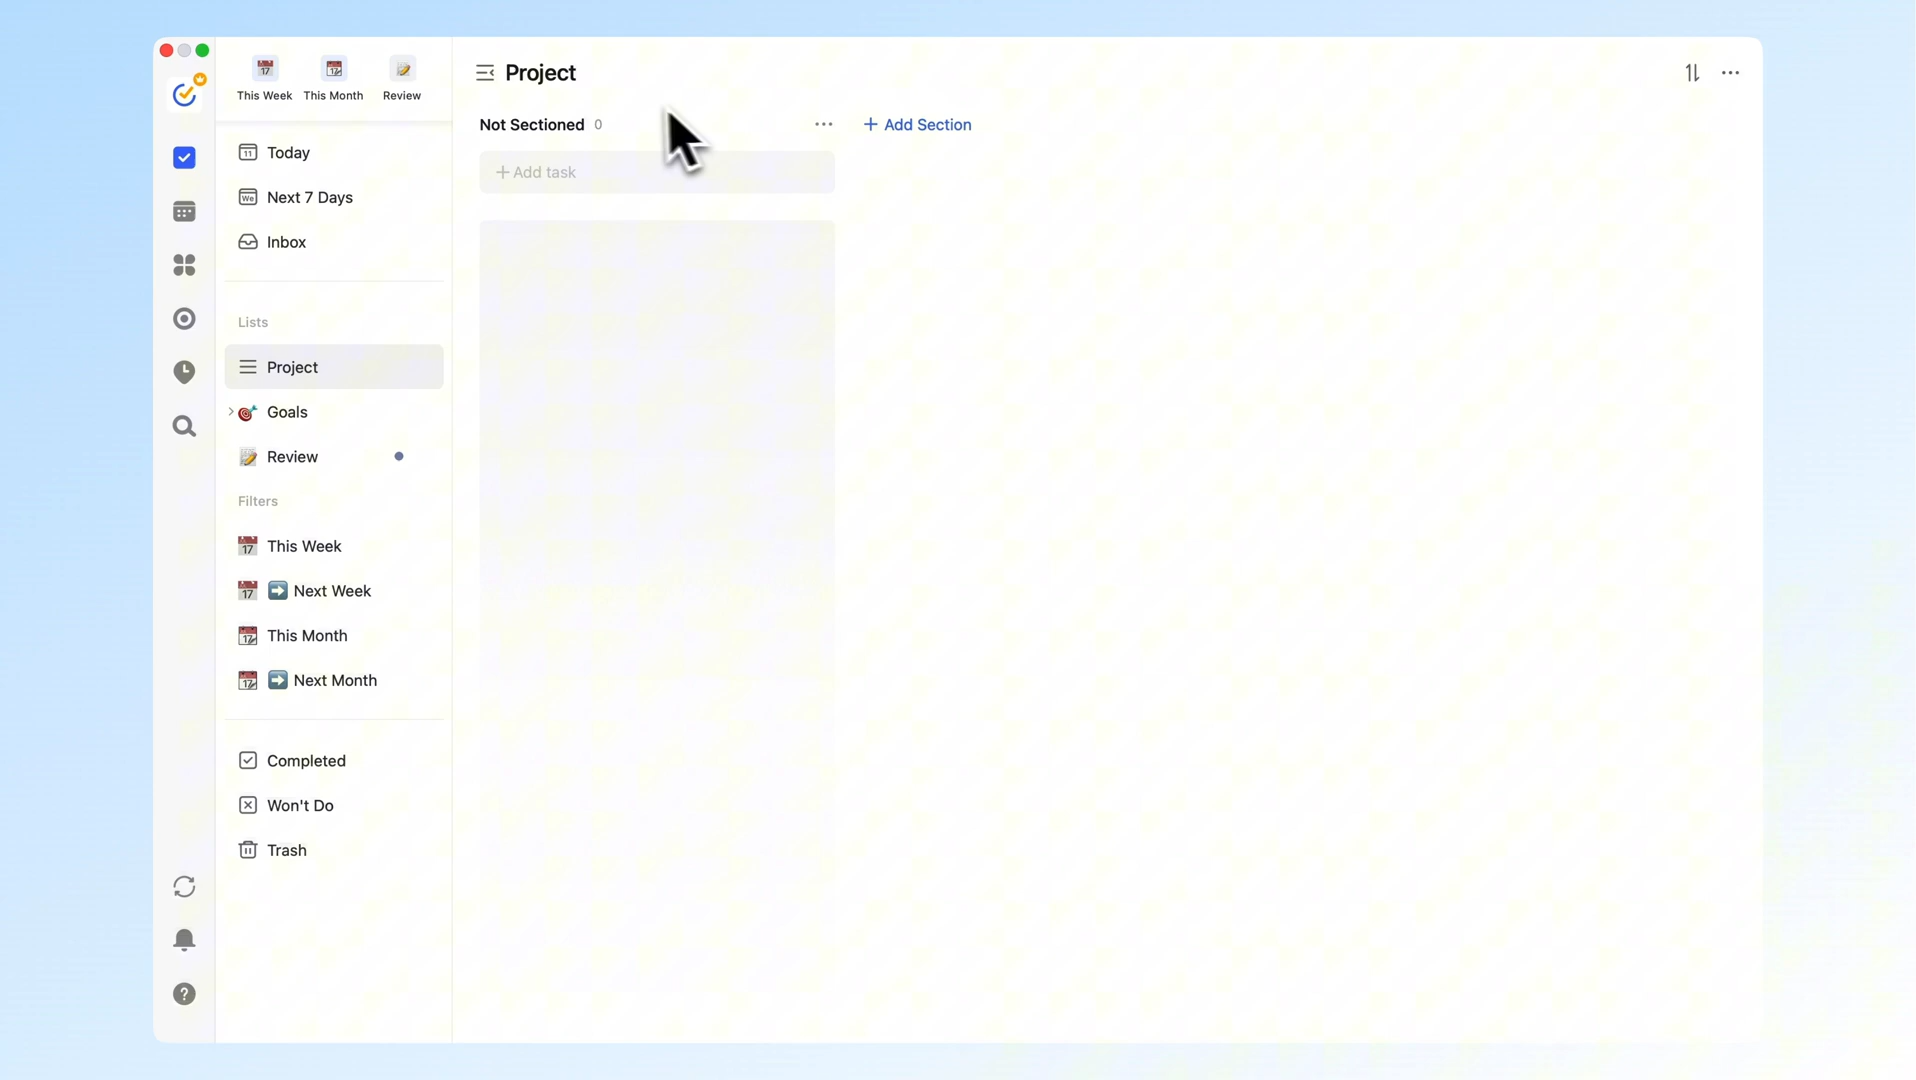 This Week
This Month
Review
Today
Next 7 Days
Inbox
Lists
Project
Goals
Review
Filters
This Week
Next Week
This Month
Next Month
Completed
Won't Do
Trash
Project
Not Sectioned 0
+ Add Section
+ Add task